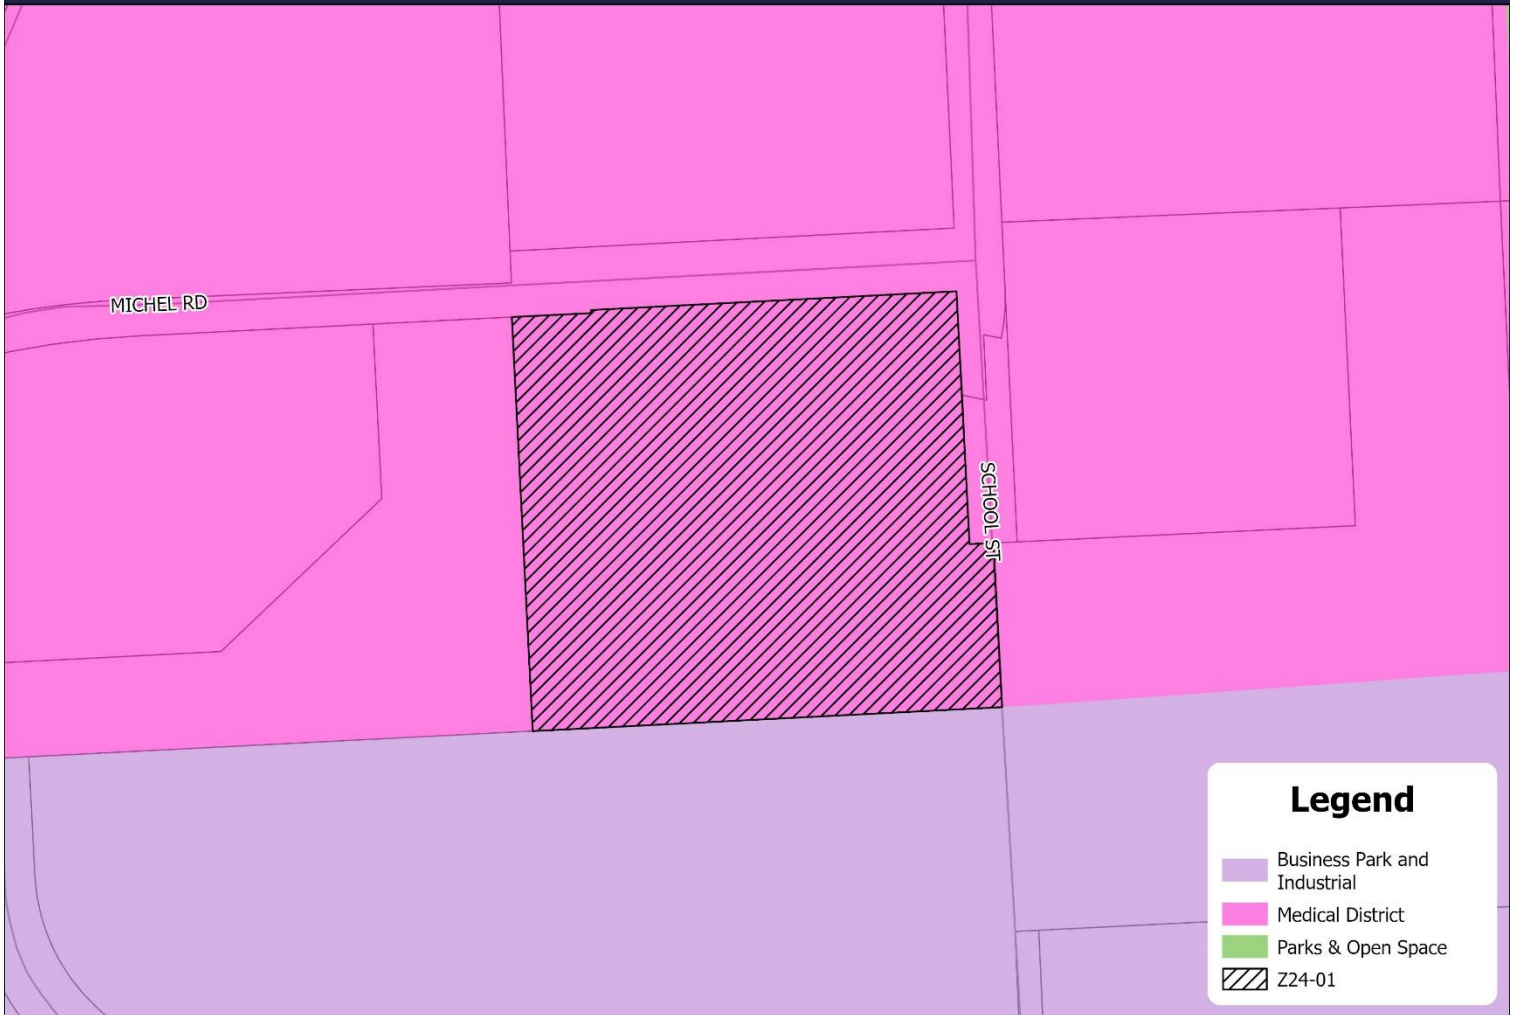 MICHEL RD
SCHOOL ST
Legend
Business Park and
Industrial
Medical District
Parks & Open Space
Z24-01